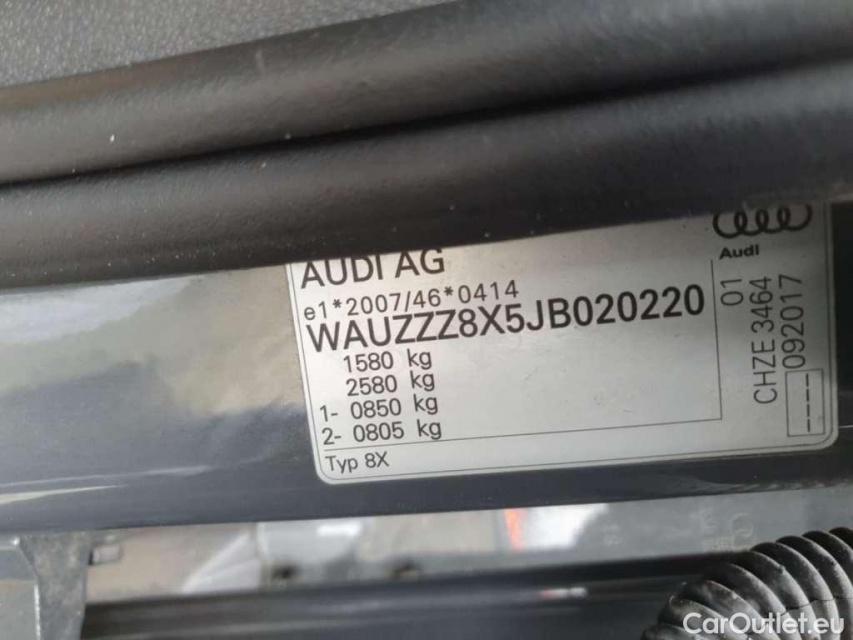 AUDI AG
Audi
e1*2007/46*0414
WAUZZZ8X5JB020220
1580 kg
2580 kg
1- 0850 kg
2- 0805 kg
Typ 8X
01
CHZE 3464
092017
----
CarOutlet.eu